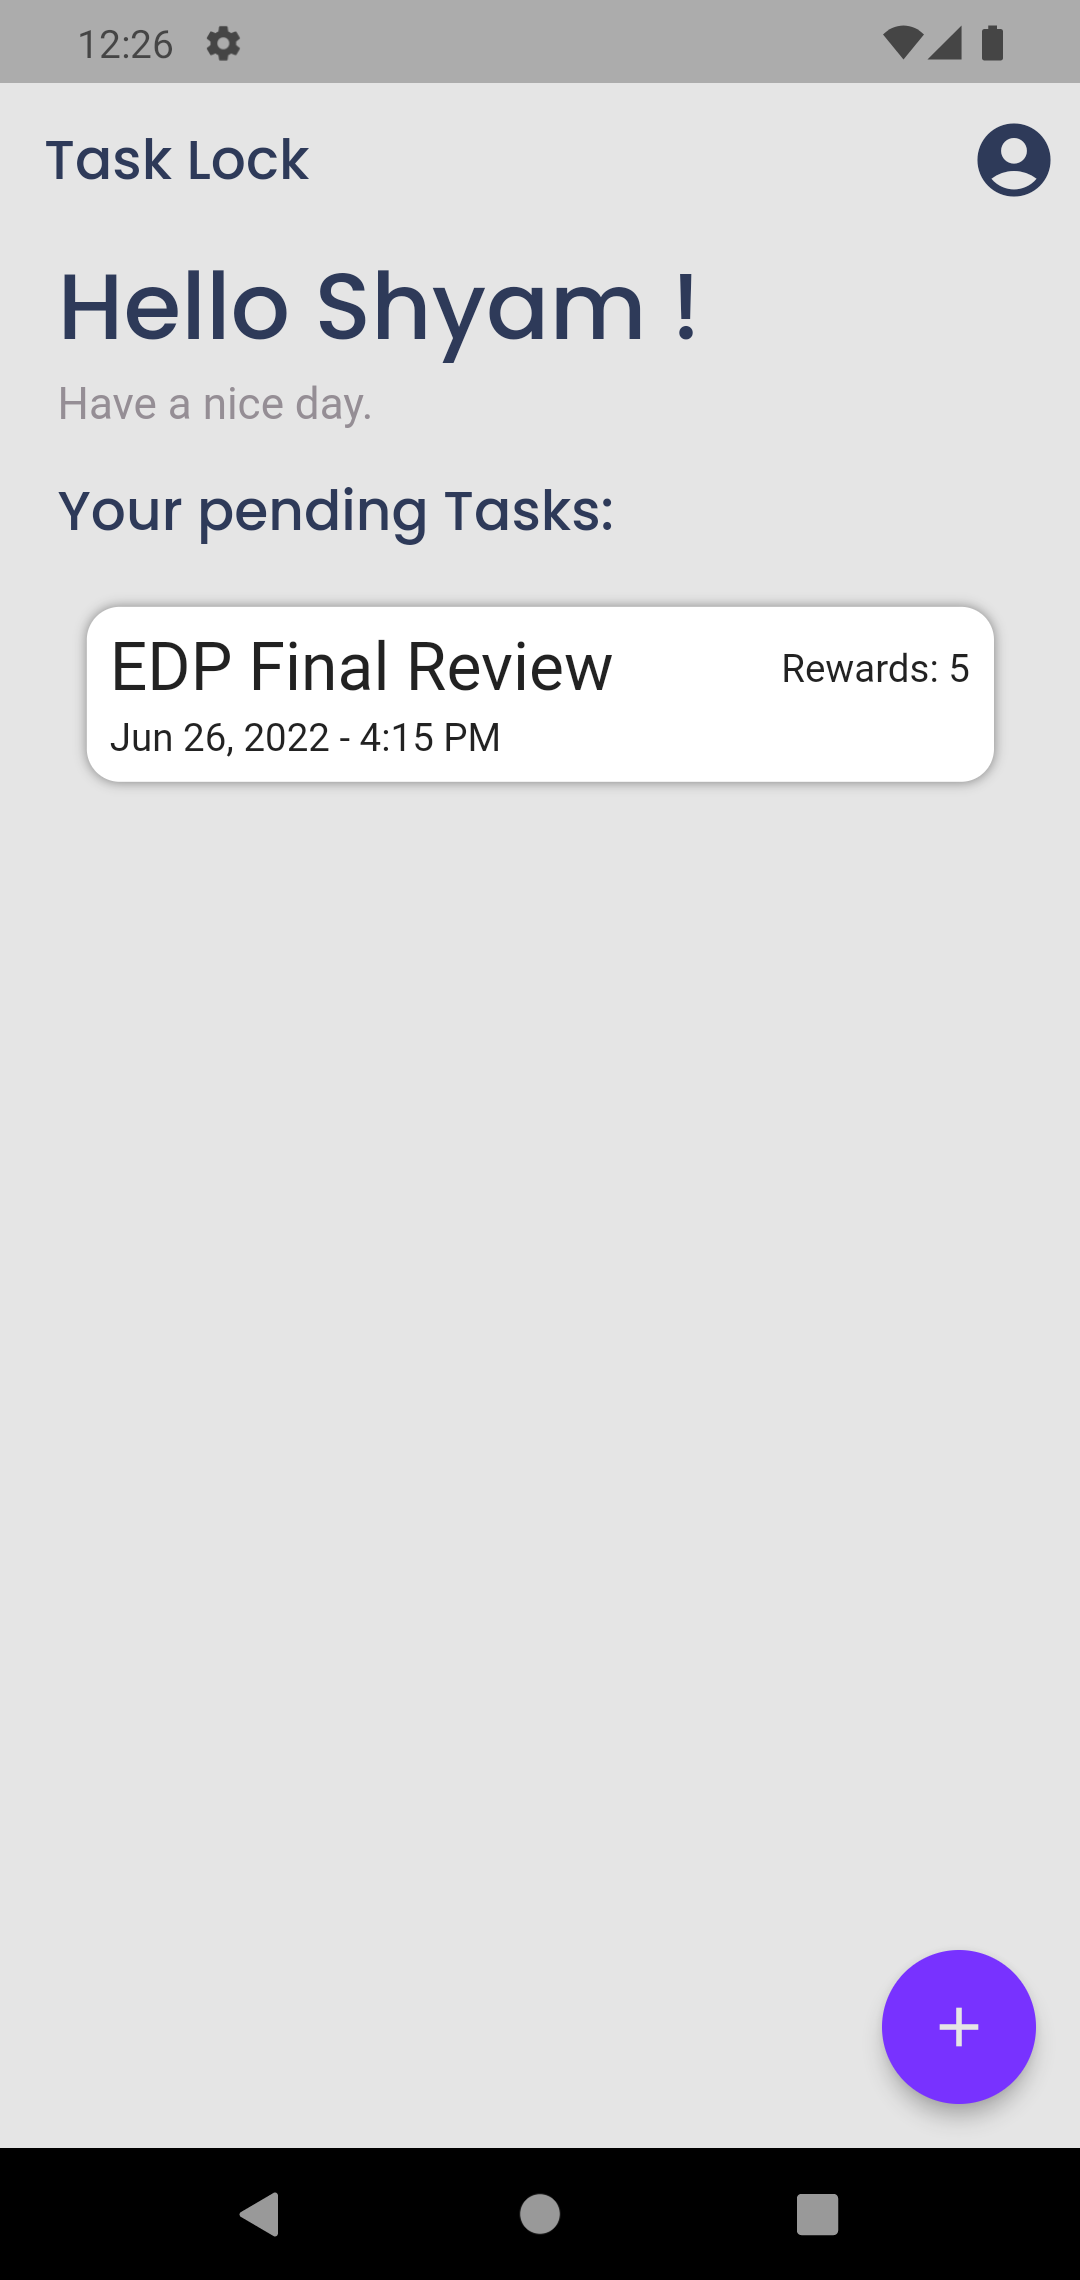 12:26
Task Lock
Hello Shyam !
Have a nice day.
Your pending Tasks:
EDP Final Review
Rewards: 5
Jun 26, 2022 - 4:15 PM
+